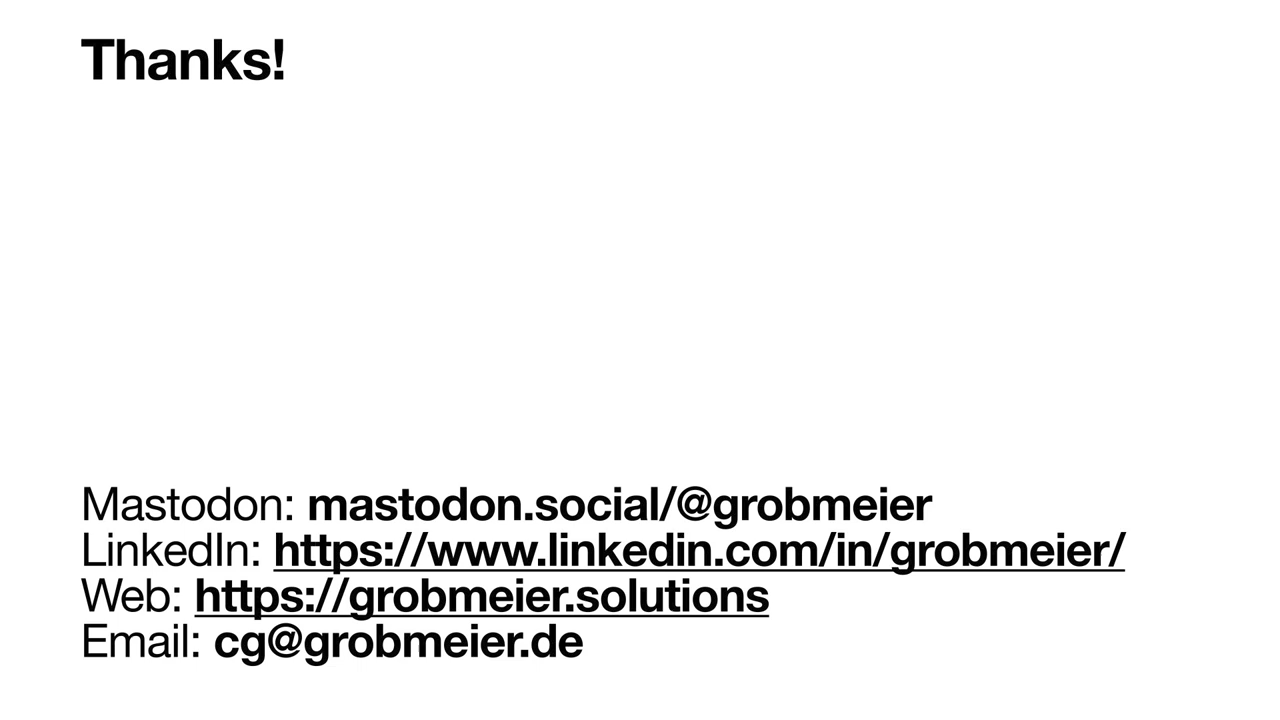 Thanks!
Mastodon: mastodon.social/@grobmeier
LinkedIn: https://www.linkedin.com/in/grobmeier/
Web: https://grobmeier.solutions
Email: cg@grobmeier.de